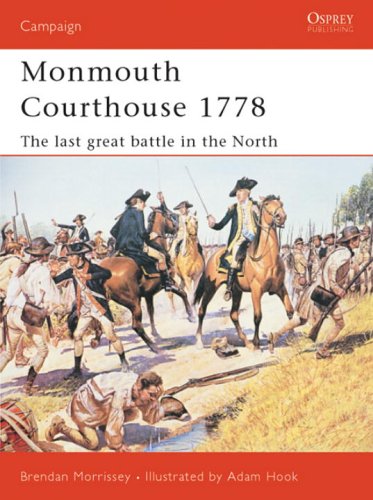 Campaign
OSPREY
PUBLISHING
Monmouth
Courthouse 1778
The last great battle in the North
Brendan Morrissey • Illustrated by Adam Hook